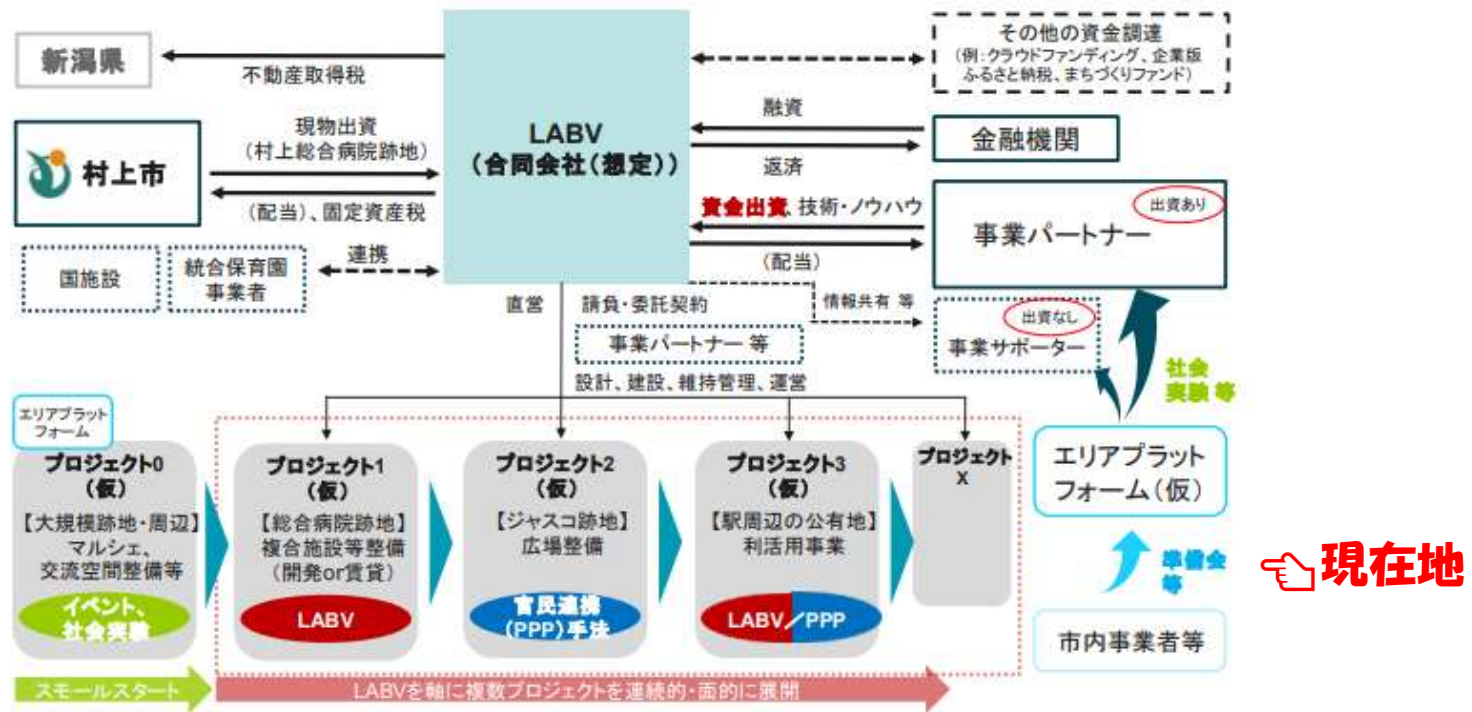 新潟県
不動産取得税
LABV
(合同会社(想定))
その他の資金調達
(例:クラウドファンディング、企業版
ふるさと納税、まちづくりファンド)
村上市
現物出資
(村上総合病院跡地)
(配当)、固定資産税
融資
返済
金融機関
資金出資、技術・ノウハウ
(配当)
出資あり
事業パートナー
国施設
統合保育園
事業者
連携
直営
請負・委託契約
事業パートナー 等
設計、建設、維持管理、運営
情報共有 等
出資なし
事業サポーター
社会
実験 等
エリアプラット
フォーム
プロジェクト0
(仮)
【大規模跡地・周辺】
マルシェ、
交流空間整備等
イベント、
社会実験
プロジェクト1
(仮)
【総合病院跡地】
複合施設等整備
(開発or賃貸)
LABV
プロジェクト2
(仮)
【ジャスコ跡地】
広場整備
官民連携
(PPP)手法
プロジェクト3
(仮)
【駅周辺の公有地】
利活用事業
LABV/PPP
プロジェクト
X
エリアプラット
フォーム(仮)
準備会
等
現在地
市内事業者等
スモールスタート
LABVを軸に複数プロジェクトを連続的・面的に展開